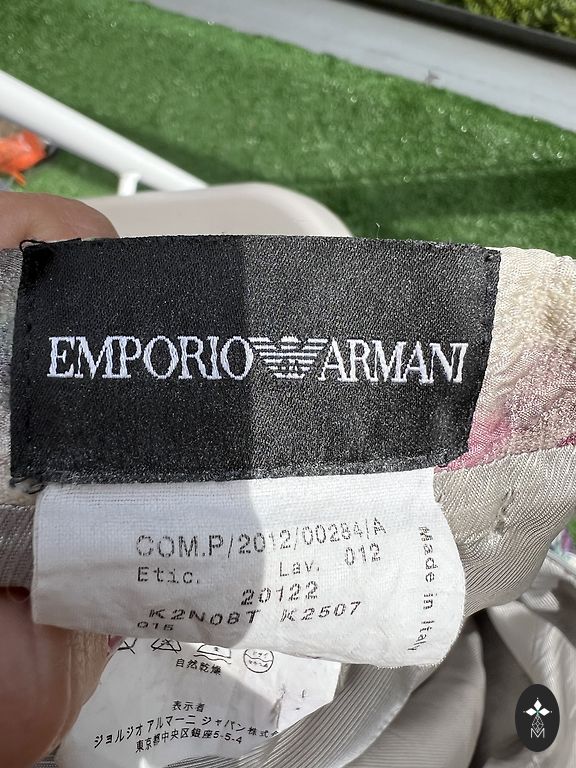 EMPORIO ARMANI
COM.P/2012/00284/A
Etic. Lav. 012
20122
K2N08T K2507
015
Made in Italy
自然乾燥
表示者
ジョルジオアルマーニ ジャパン株式
東京都中央区銀座5-5-4
M